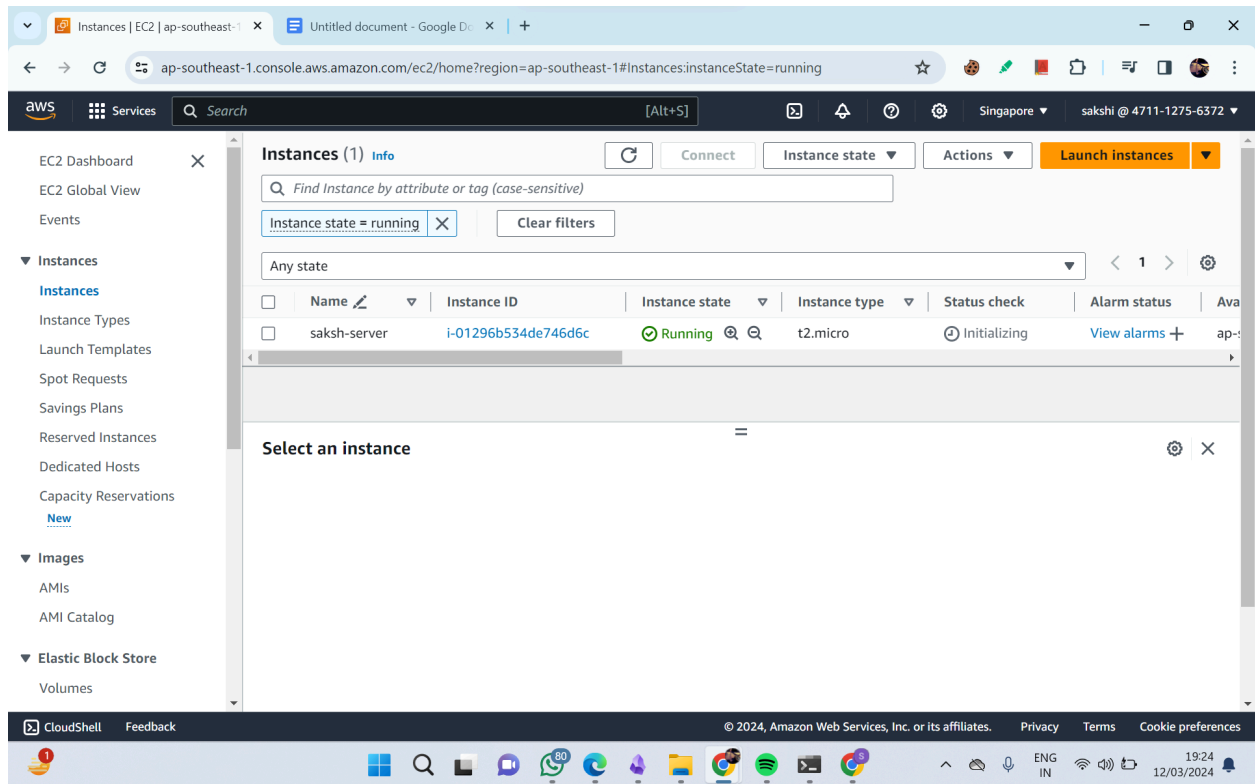 Instances | EC2 | ap-southeast-1
Untitled document - Google Do
ap-southeast-1.console.aws.amazon.com/ec2/home?region=ap-southeast-1#Instances:instanceState=running
aws
Services
Search
[Alt+S]
Singapore
sakshi @ 4711-1275-6372
EC2 Dashboard
EC2 Global View
Events
Instances
Instances
Instance Types
Launch Templates
Spot Requests
Savings Plans
Reserved Instances
Dedicated Hosts
Capacity Reservations
New
Images
AMIs
AMI Catalog
Elastic Block Store
Volumes
Instances (1) Info
Connect
Instance state
Actions
Launch instances
Find Instance by attribute or tag (case-sensitive)
Instance state = running
Clear filters
Any state
1
Name Instance ID Instance state Instance type Status check Alarm status Ava
saksh-server i-01296b534de746d6c Running t2.micro Initializing View alarms + ap-s
Select an instance
CloudShell Feedback © 2024, Amazon Web Services, Inc. or its affiliates. Privacy Terms Cookie preferences
1
80
S
ENG
IN
19:24
12/03/2024